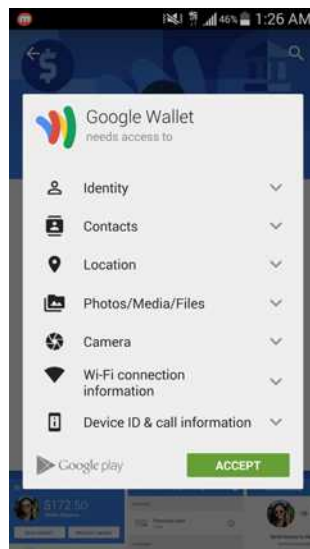 46% 1:26 AM
Google Wallet
needs access to
Identity
Contacts
Location
Photos/Media/Files
Camera
Wi-Fi connection
information
Device ID & call information
Google play
ACCEPT
$172.50